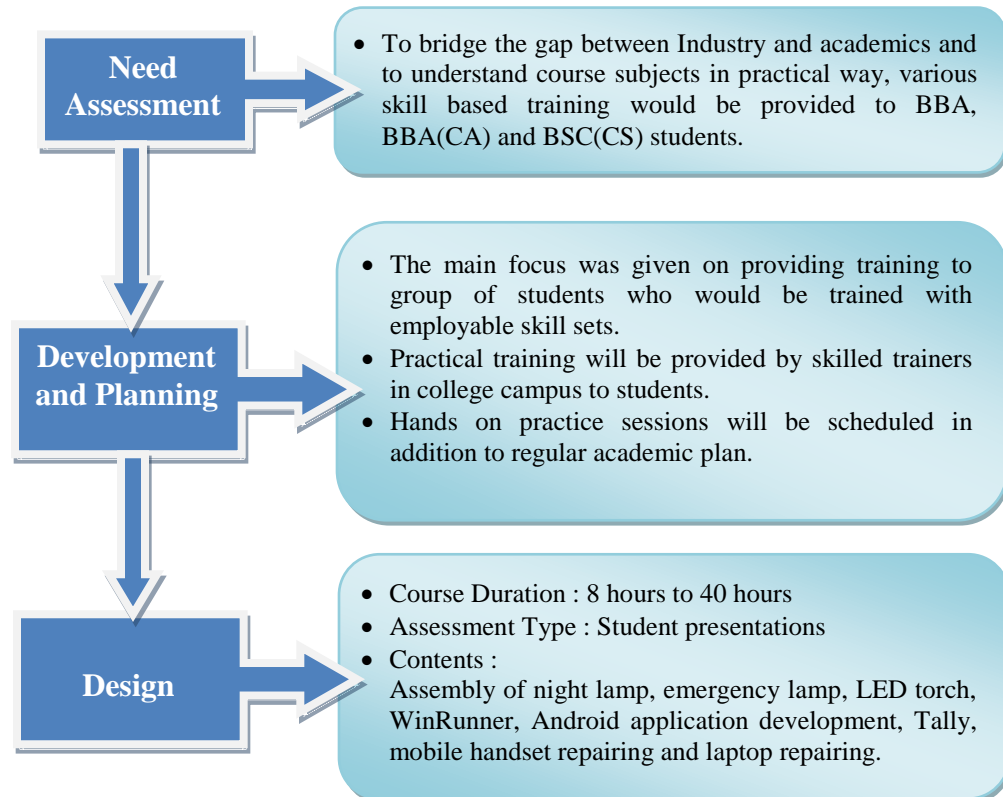 Need
Assessment
• To bridge the gap between Industry and academics and
to understand course subjects in practical way, various
skill based training would be provided to BBA,
BBA(CA) and BSC(CS) students.
Development
and Planning
• The main focus was given on providing training to
group of students who would be trained with
employable skill sets.
• Practical training will be provided by skilled trainers
in college campus to students.
• Hands on practice sessions will be scheduled in
addition to regular academic plan.
Design
• Course Duration : 8 hours to 40 hours
• Assessment Type : Student presentations
• Contents :
Assembly of night lamp, emergency lamp, LED torch,
WinRunner, Android application development, Tally,
mobile handset repairing and laptop repairing.